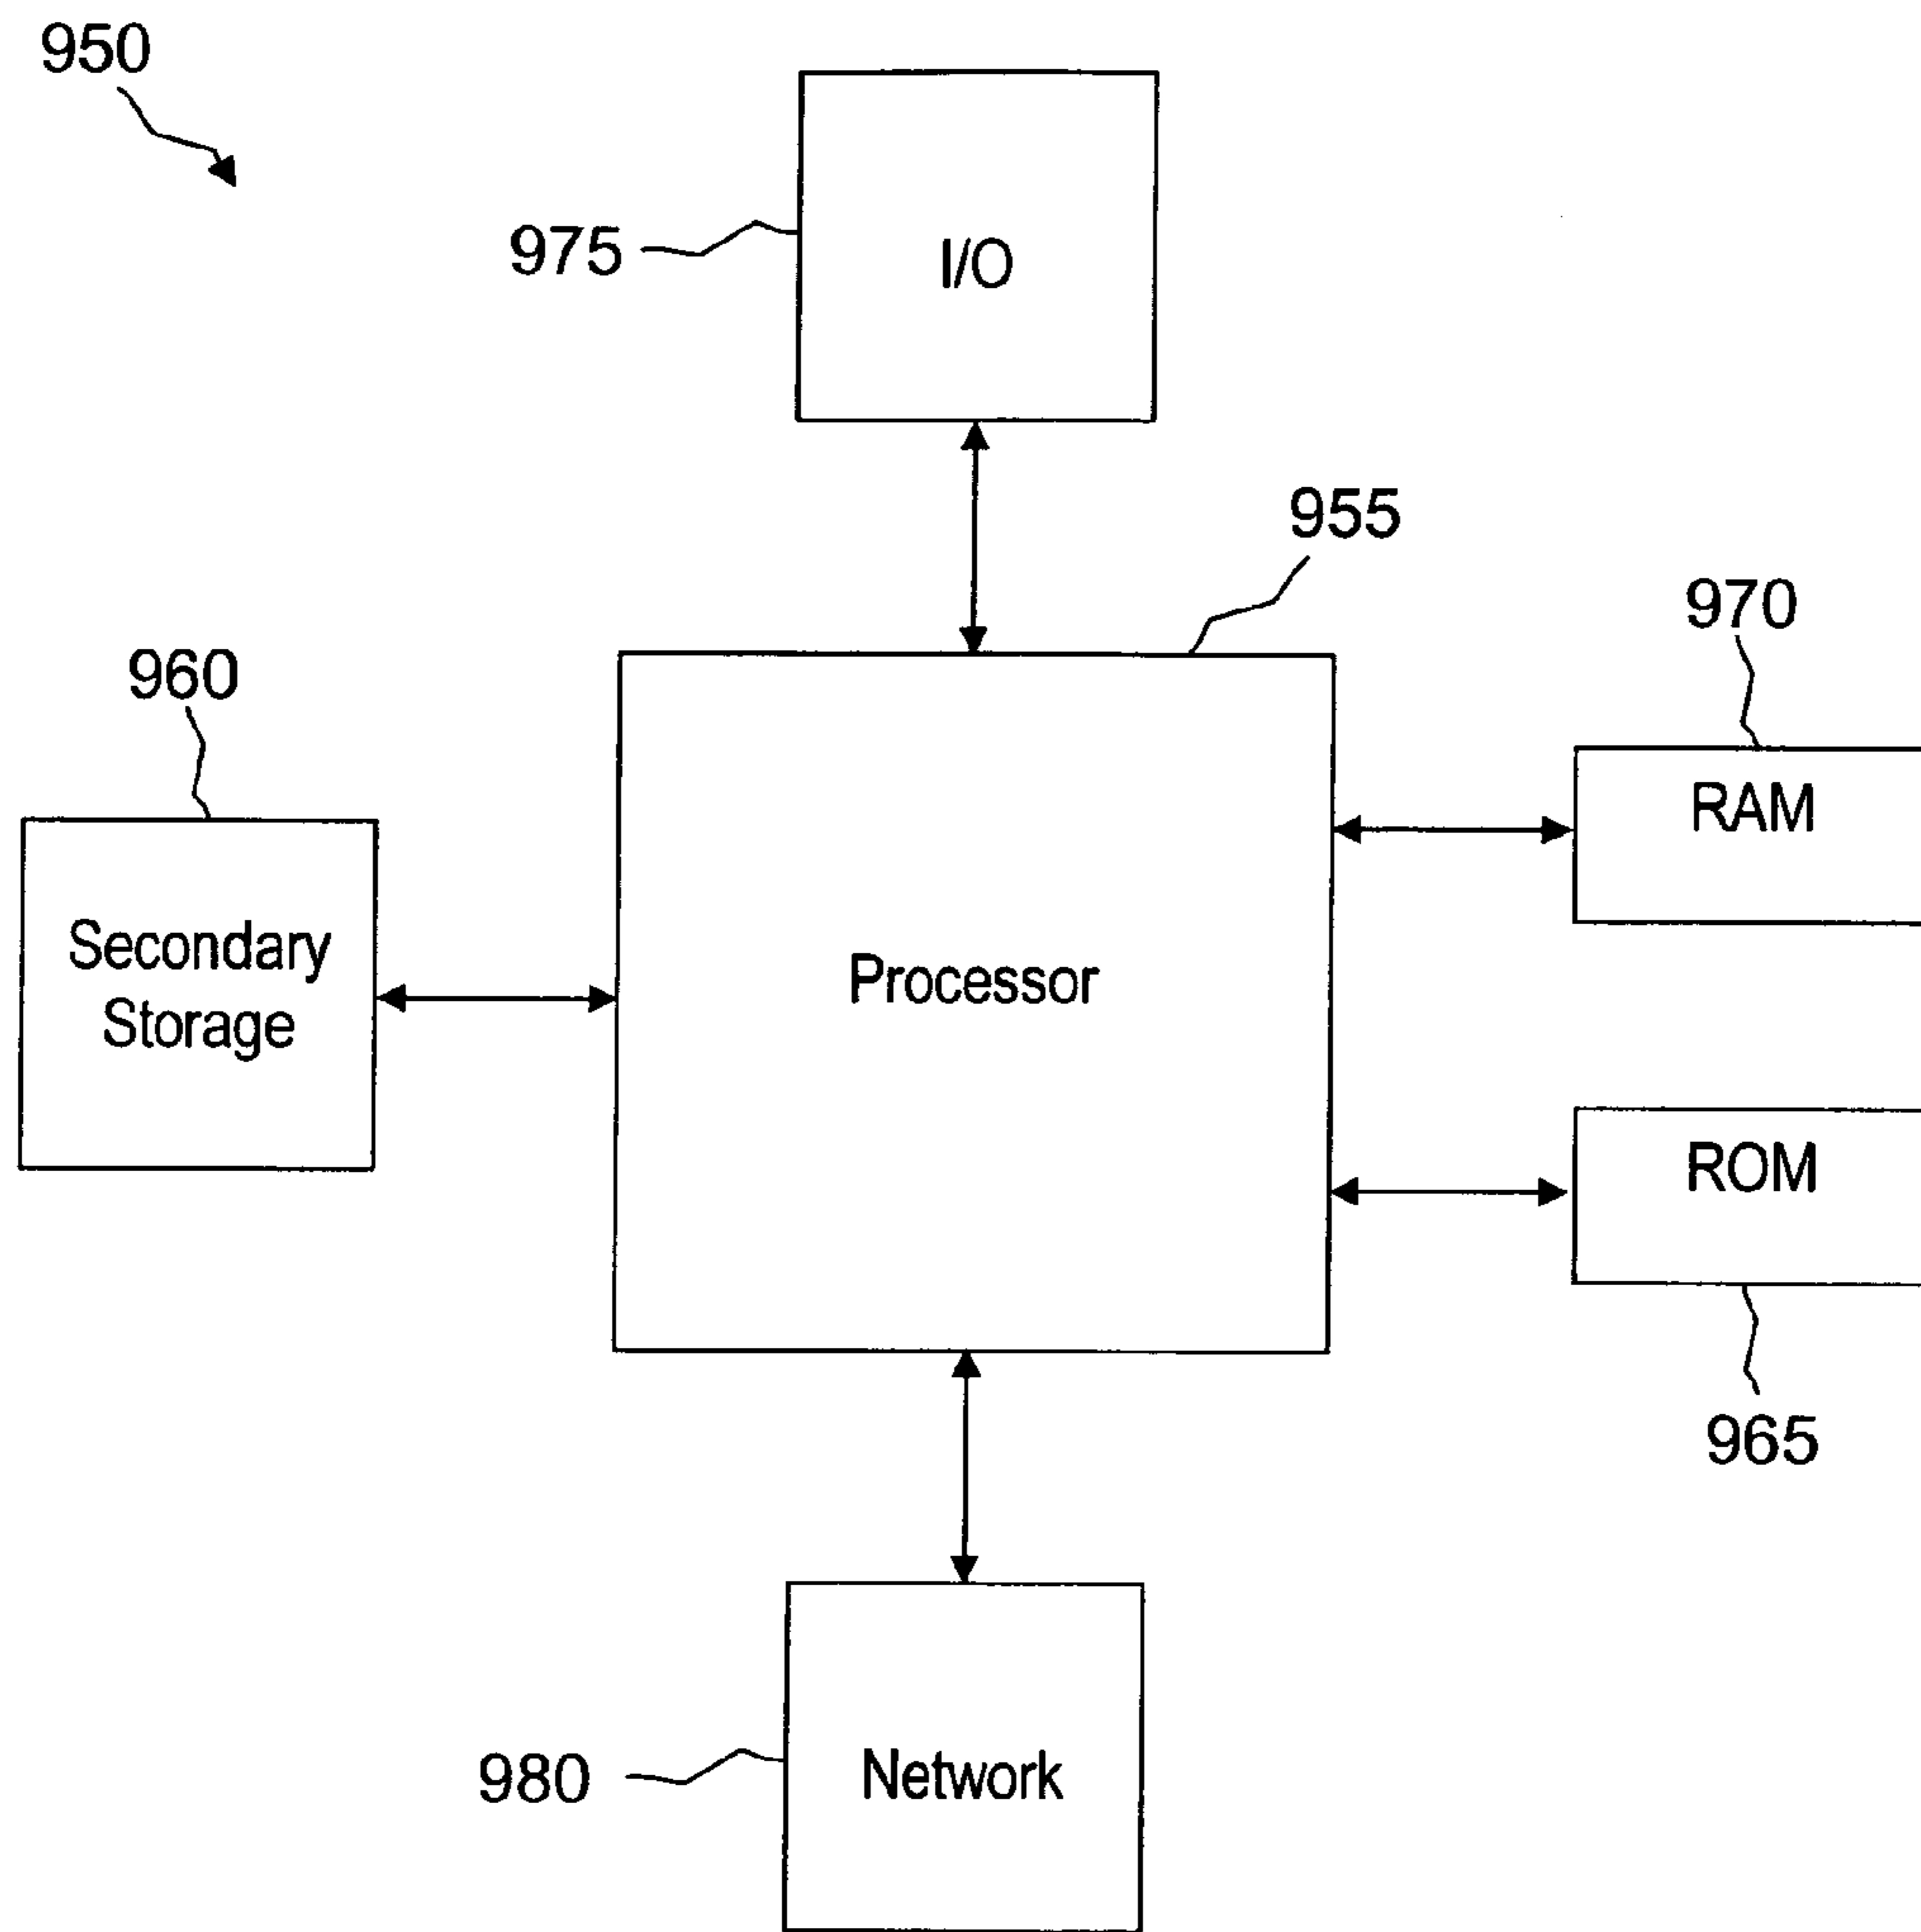 950
975
I/O
955
970
960
RAM
Secondary
Storage
Processor
ROM
965
980
Network